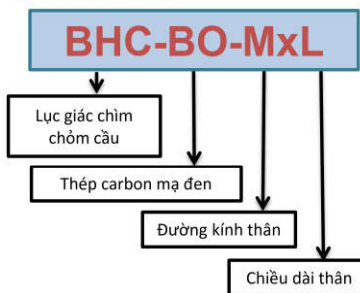 BHC-BO-MxL
Lục giác chìm
chỏm cầu
Thép carbon mạ đen
Đường kính thân
Chiều dài thân